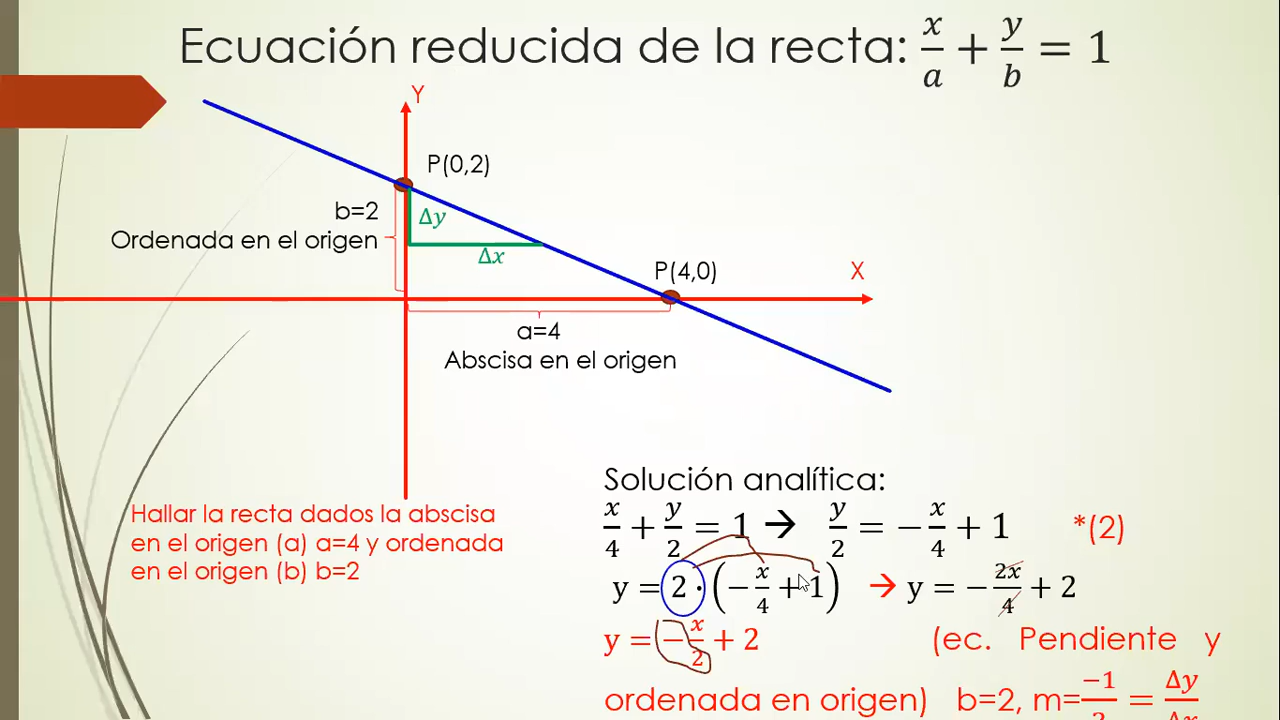 Ecuación reducida de la recta: x/a + y/b = 1
Y
P(0,2)
b=2
Δy
Ordenada en el origen
Δx
P(4,0)
X
a=4
Abscisa en el origen
Hallar la recta dados la abscisa
en el origen (a) a=4 y ordenada
en el origen (b) b=2
Solución analítica:
x/4 + y/2 = 1 → y/2 = −x/4 + 1 *(2)
y = 2·(−x/4 + 1) → y = −2x/4 + 2
y = −x/2 + 2 (ec. Pendiente y
ordenada en origen) b=2, m=−1/2 = Δy/Δx